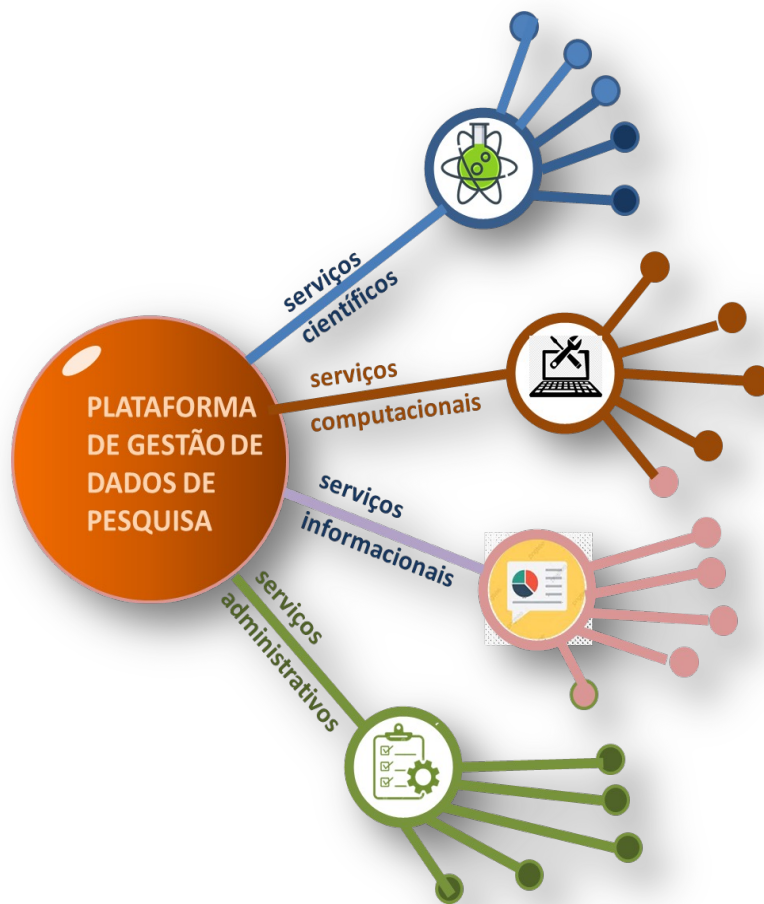 serviços
científicos
serviços
computacionais
PLATAFORMA
DE GESTÃO DE
DADOS DE
PESQUISA
serviços
informacionais
serviços
administrativos